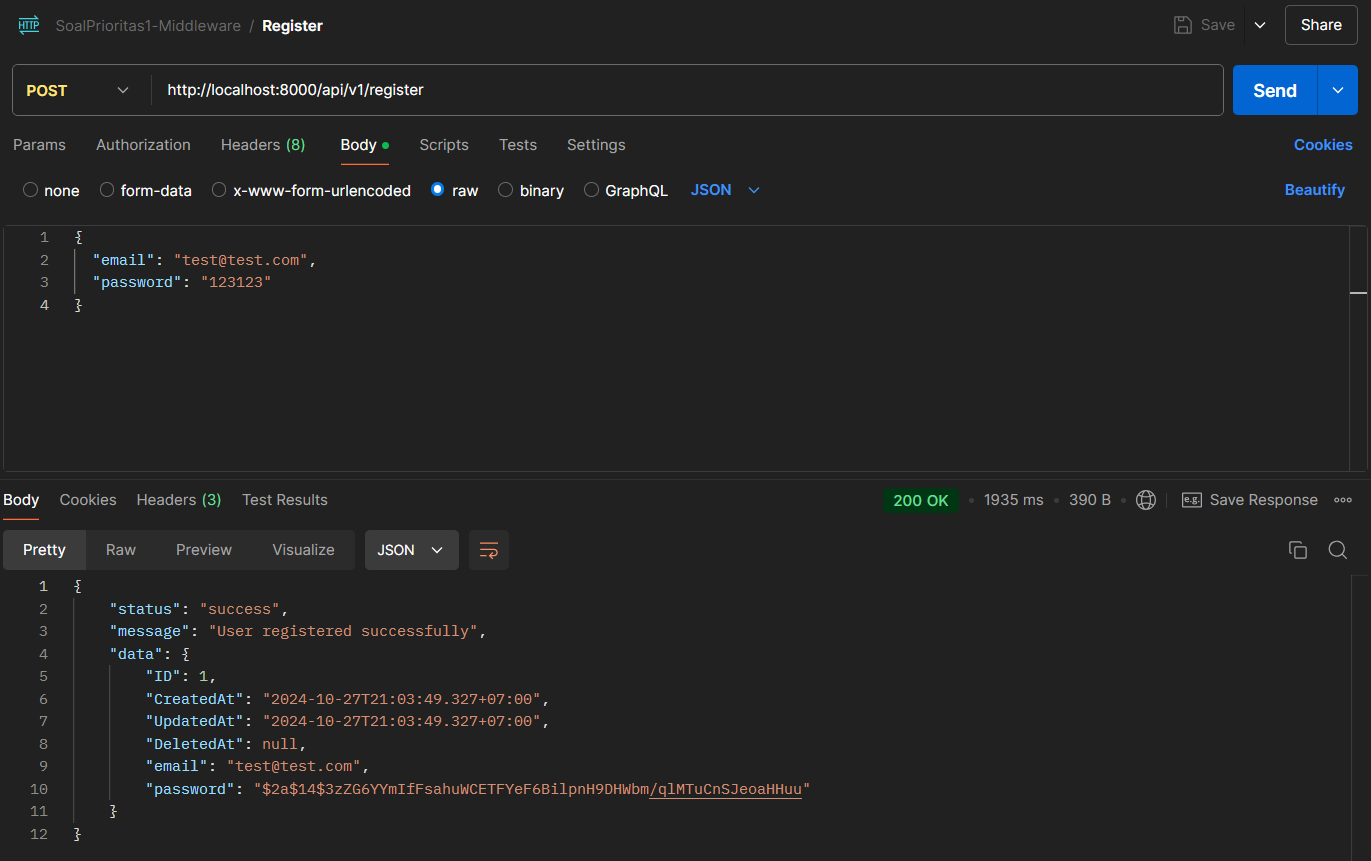 HTTP SoalPrioritas1-Middleware / Register Save Share
POST http://localhost:8000/api/v1/register Send
Params Authorization Headers (8) Body Scripts Tests Settings Cookies
none form-data x-www-form-urlencoded raw binary GraphQL JSON Beautify
1 {
2 "email": "test@test.com",
3 "password": "123123"
4 }
Body Cookies Headers (3) Test Results 200 OK 1935 ms 390 B e.g. Save Response
Pretty Raw Preview Visualize JSON
1 {
2 "status": "success",
3 "message": "User registered successfully",
4 "data": {
5 "ID": 1,
6 "CreatedAt": "2024-10-27T21:03:49.327+07:00",
7 "UpdatedAt": "2024-10-27T21:03:49.327+07:00",
8 "DeletedAt": null,
9 "email": "test@test.com",
10 "password": "$2a$14$3zZG6YYmIfFsahuWCETFYeF6BilpnH9DHWbm/qlMTuCnSJeoaHHuu"
11 }
12 }